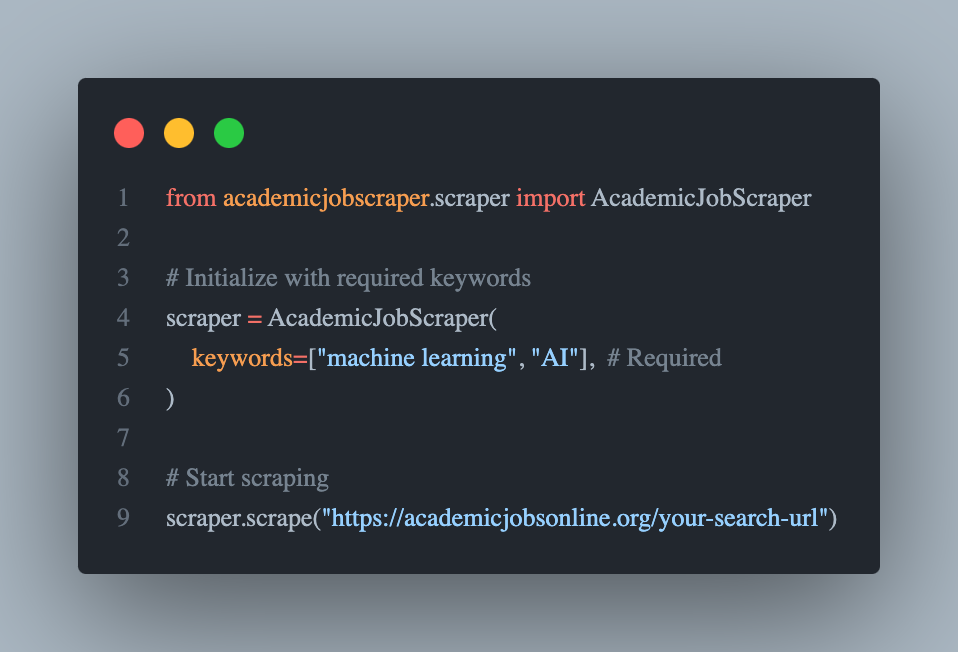 1 from academicjobscraper.scraper import AcademicJobScraper
2
3 # Initialize with required keywords
4 scraper = AcademicJobScraper(
5     keywords=["machine learning", "AI"],  # Required
6 )
7
8 # Start scraping
9 scraper.scrape("https://academicjobsonline.org/your-search-url")